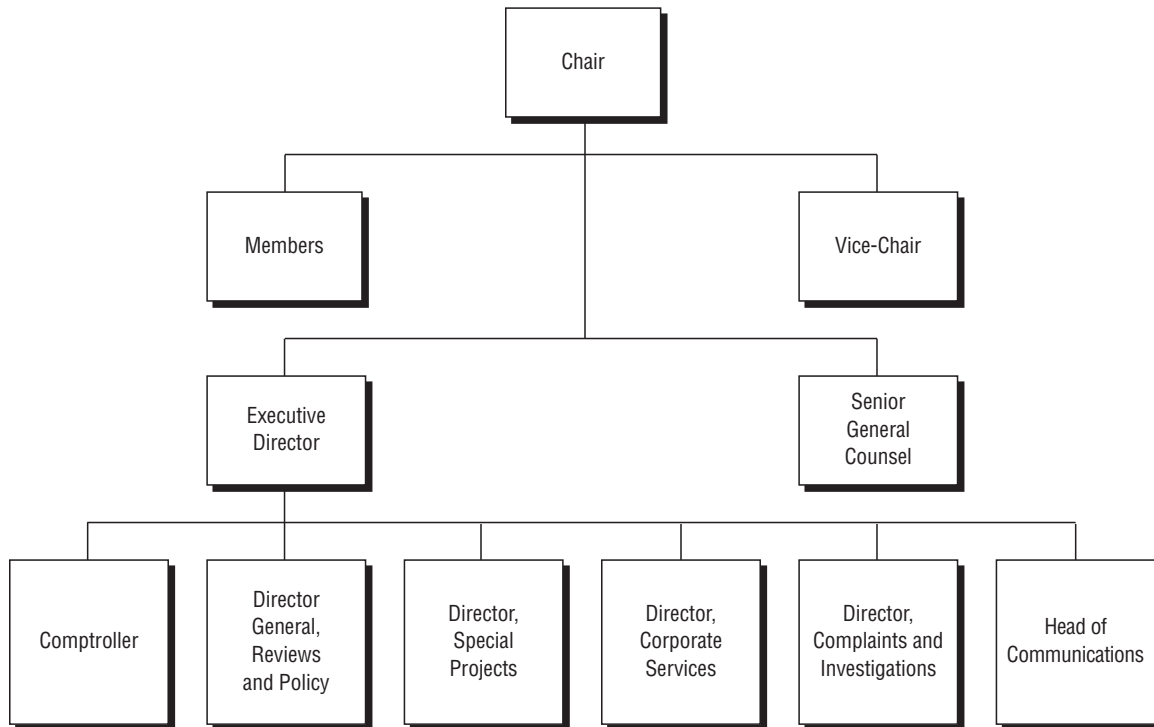 Chair
Members
Vice-Chair
Executive
Director
Senior
General
Counsel
Comptroller
Director
General,
Reviews
and Policy
Director,
Special
Projects
Director,
Corporate
Services
Director,
Complaints and
Investigations
Head of
Communications